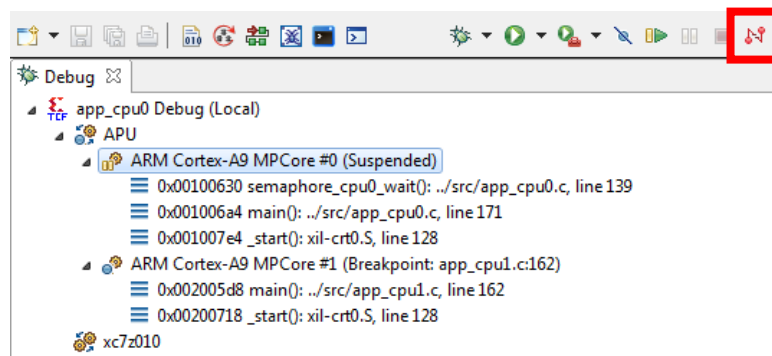 Debug
TCF app_cpu0 Debug (Local)
APU
ARM Cortex-A9 MPCore #0 (Suspended)
0x00100630 semaphore_cpu0_wait(): ../src/app_cpu0.c, line 139
0x001006a4 main(): ../src/app_cpu0.c, line 171
0x001007e4 _start(): xil-crt0.S, line 128
ARM Cortex-A9 MPCore #1 (Breakpoint: app_cpu1.c:162)
0x002005d8 main(): ../src/app_cpu1.c, line 162
0x00200718 _start(): xil-crt0.S, line 128
xc7z010